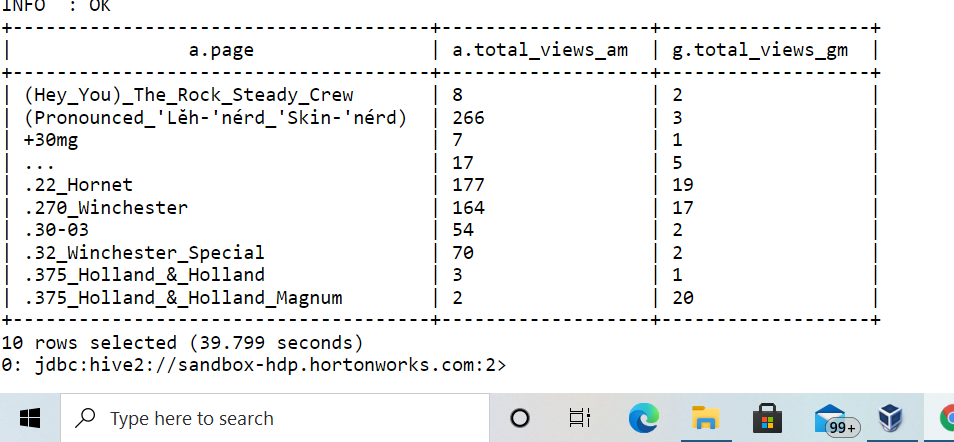 INFO  : OK
+--------------------------------------+-------------------+-------------------+
|                a.page                | a.total_views_am  | g.total_views_gm  |
+--------------------------------------+-------------------+-------------------+
| (Hey_You)_The_Rock_Steady_Crew       | 8                 | 2                 |
| (Pronounced_'Lĕh-'nérd_'Skin-'nérd)  | 266               | 3                 |
| +30mg                                | 7                 | 1                 |
| ...                                  | 17                | 5                 |
| .22_Hornet                           | 177               | 19                |
| .270_Winchester                      | 164               | 17                |
| .30-03                               | 54                | 2                 |
| .32_Winchester_Special               | 70                | 2                 |
| .375_Holland_&_Holland               | 3                 | 1                 |
| .375_Holland_&_Holland_Magnum        | 2                 | 20                |
+--------------------------------------+-------------------+-------------------+
10 rows selected (39.799 seconds)
0: jdbc:hive2://sandbox-hdp.hortonworks.com:2>
Type here to search
99+